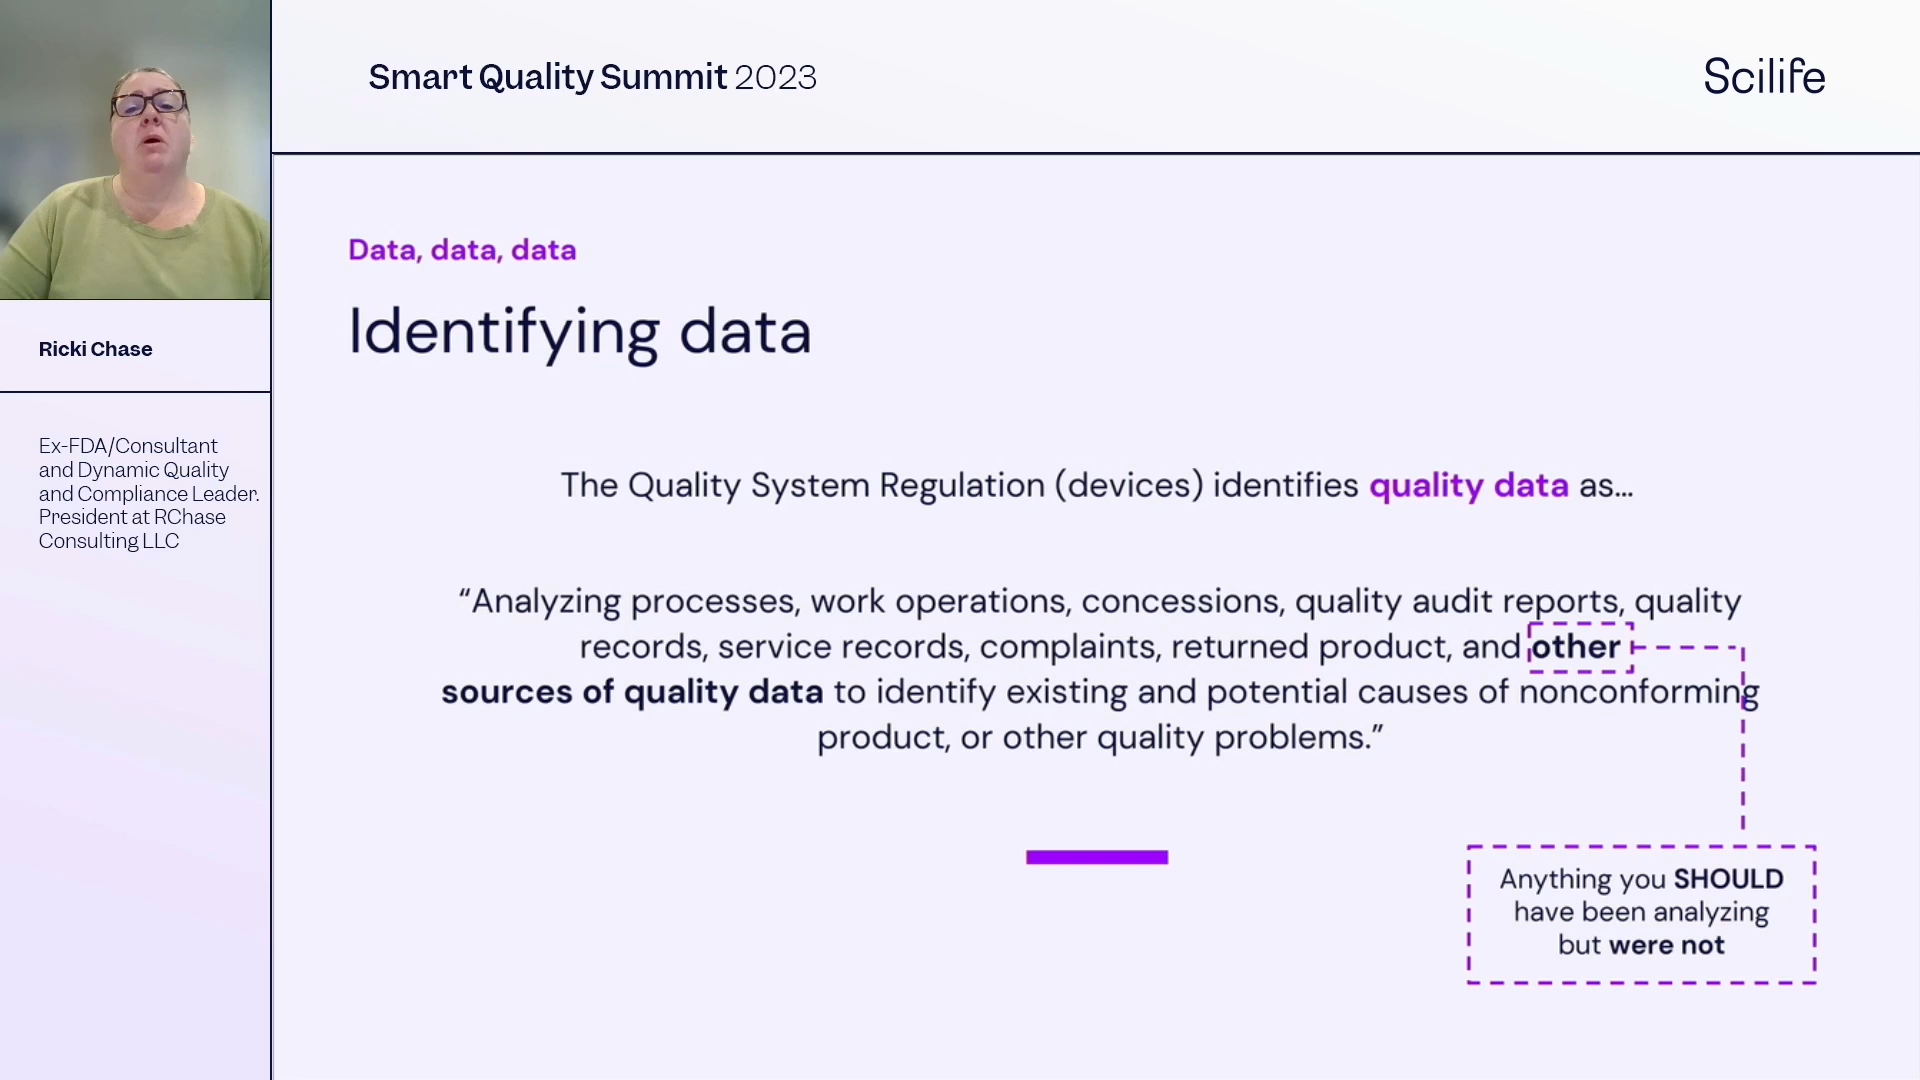 Smart Quality Summit 2023
Scilife
Ricki Chase
Ex-FDA/Consultant
and Dynamic Quality
and Compliance Leader.
President at RChase
Consulting LLC
Data, data, data
Identifying data
The Quality System Regulation (devices) identifies quality data as...
“Analyzing processes, work operations, concessions, quality audit reports, quality
records, service records, complaints, returned product, and other
sources of quality data to identify existing and potential causes of nonconforming
product, or other quality problems.”
Anything you SHOULD
have been analyzing
but were not